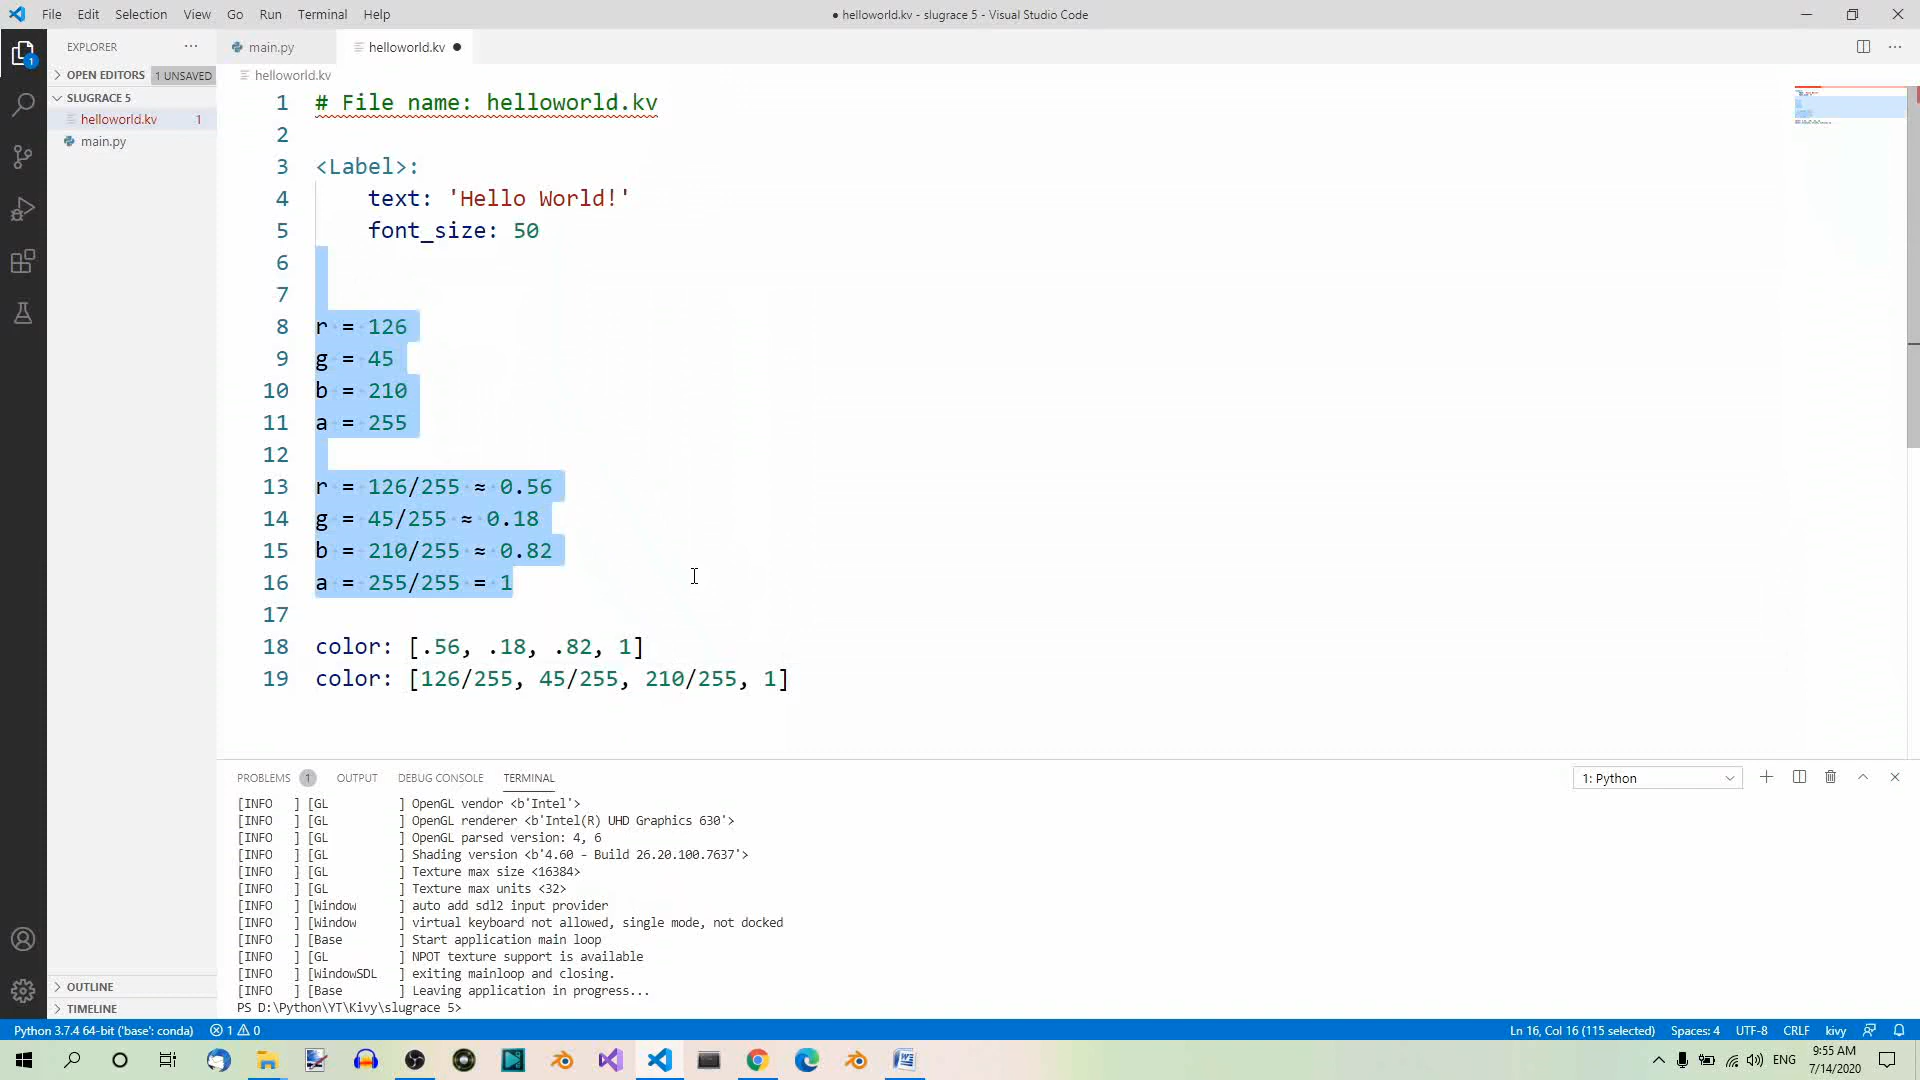 File Edit Selection View Go Run Terminal Help
● helloworld.kv - slugrace 5 - Visual Studio Code
EXPLORER
main.py
helloworld.kv
OPEN EDITORS 1 UNSAVED
helloworld.kv
SLUGRACE 5
helloworld.kv 1
main.py
1 # File name: helloworld.kv
2
3 <Label>:
4 text: 'Hello World!'
5 font_size: 50
6
7
8 r = 126
9 g = 45
10 b = 210
11 a = 255
12
13 r = 126/255 ≈ 0.56
14 g = 45/255 ≈ 0.18
15 b = 210/255 ≈ 0.82
16 a = 255/255 = 1
17
18 color: [.56, .18, .82, 1]
19 color: [126/255, 45/255, 210/255, 1]
PROBLEMS 1 OUTPUT DEBUG CONSOLE TERMINAL
1: Python
[INFO ] [GL ] OpenGL vendor <b'Intel'>
[INFO ] [GL ] OpenGL renderer <b'Intel(R) UHD Graphics 630'>
[INFO ] [GL ] OpenGL parsed version: 4, 6
[INFO ] [GL ] Shading version <b'4.60 - Build 26.20.100.7637'>
[INFO ] [GL ] Texture max size <16384>
[INFO ] [GL ] Texture max units <32>
[INFO ] [Window ] auto add sdl2 input provider
[INFO ] [Window ] virtual keyboard not allowed, single mode, not docked
[INFO ] [Base ] Start application main loop
[INFO ] [GL ] NPOT texture support is available
[INFO ] [WindowSDL ] exiting mainloop and closing.
[INFO ] [Base ] Leaving application in progress...
PS D:\Python\YT\Kivy\slugrace 5>
OUTLINE
TIMELINE
Python 3.7.4 64-bit ('base': conda) 1 0
Ln 16, Col 16 (115 selected) Spaces: 4 UTF-8 CRLF kivy
ENG
9:55 AM
7/14/2020